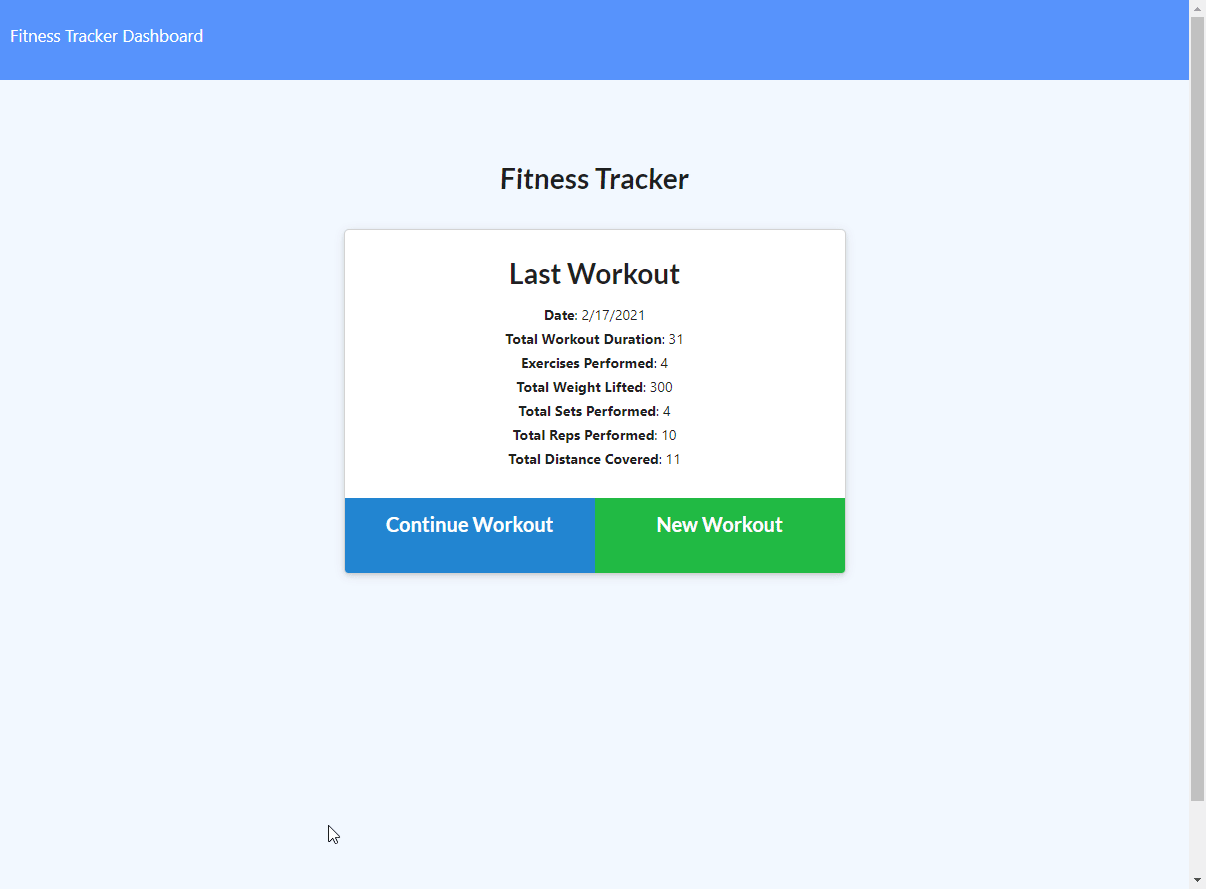 Fitness Tracker Dashboard
Fitness Tracker
Last Workout
Date: 2/17/2021
Total Workout Duration: 31
Exercises Performed: 4
Total Weight Lifted: 300
Total Sets Performed: 4
Total Reps Performed: 10
Total Distance Covered: 11
Continue Workout New Workout